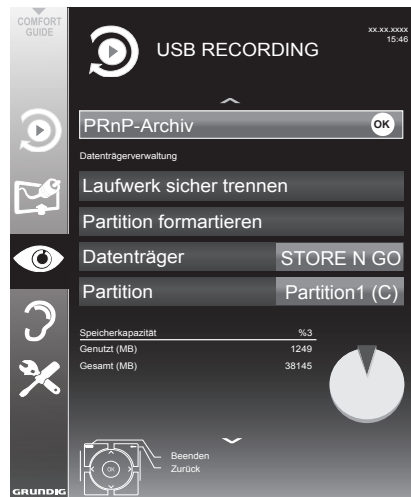 COMFORT
GUIDE
USB RECORDING
xx.xx.xxxx
15:46
PRnP-Archiv
OK
Datenträgerverwaltung
Laufwerk sicher trennen
Partition formartieren
Datenträger STORE N GO
Partition Partition1 (C)
Speicherkapazität %3
Genutzt (MB) 1249
Gesamt (MB) 38145
Beenden
Zurück
OK
GRUNDIG